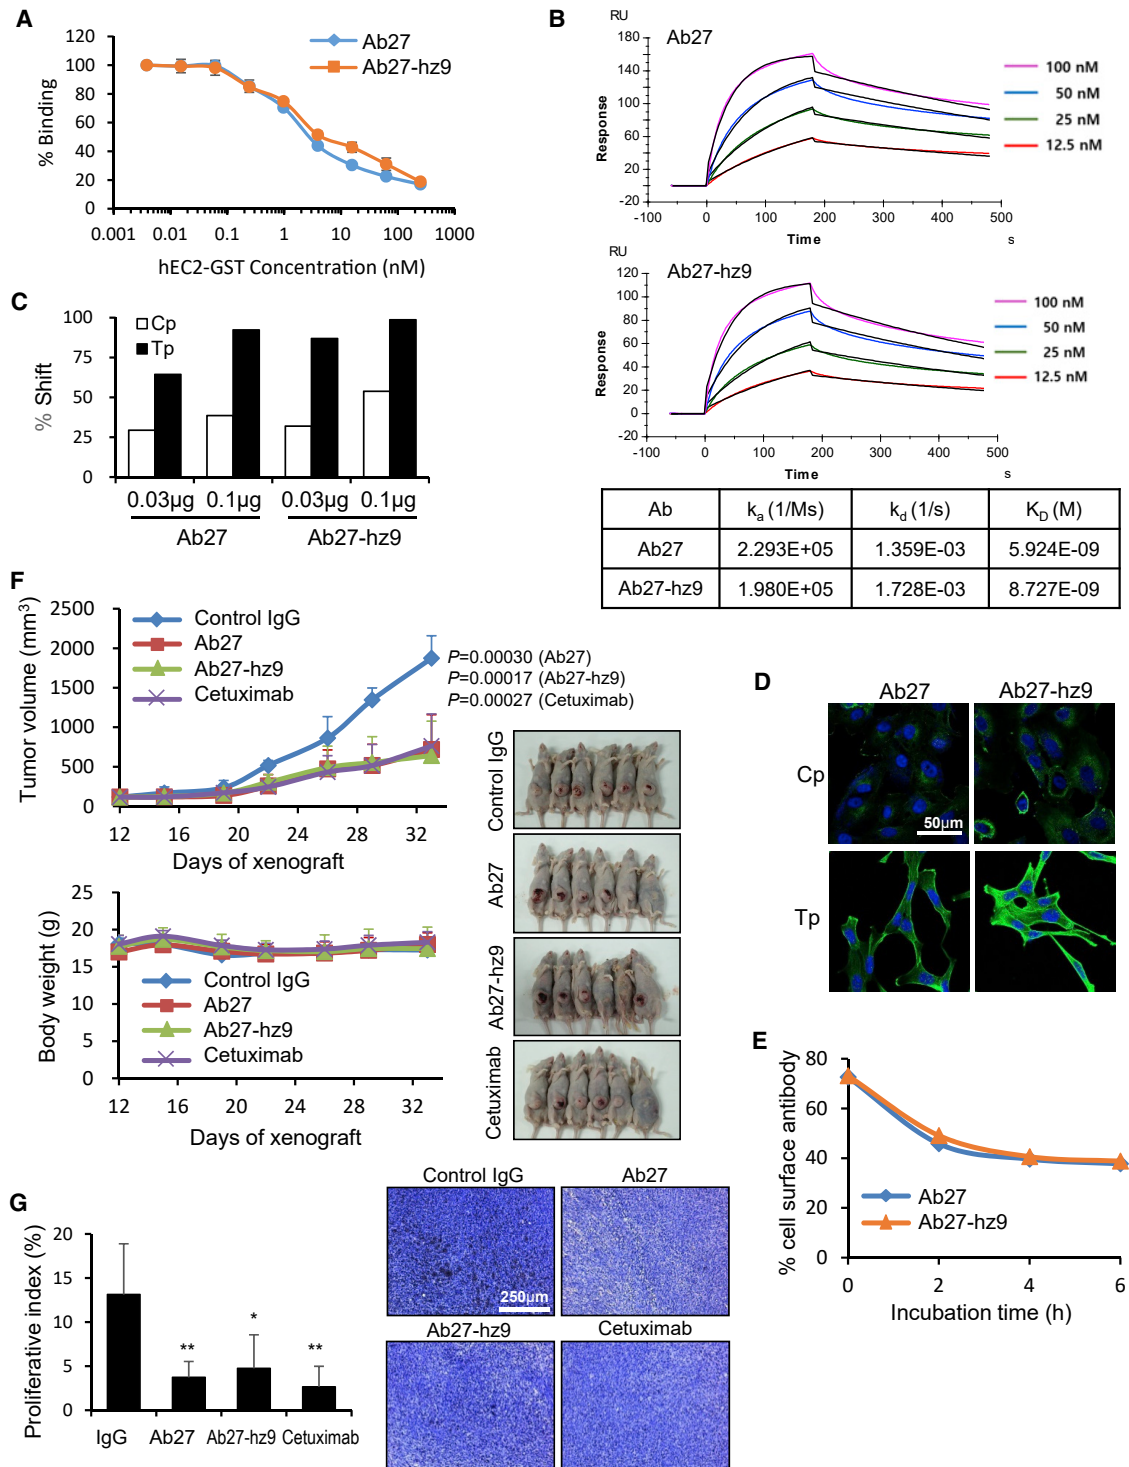 A
120
100
80
60
40
20
0
% Binding
Ab27
Ab27-hz9
0.001
0.01
0.1
1
10
100
1000
hEC2-GST Concentration (nM)
B
RU
Ab27
180
140
100
60
20
-20
Response
-100
0
100
200
300
400
500
Time
s
100 nM
50 nM
25 nM
12.5 nM
RU
Ab27-hz9
120
100
80
60
40
20
0
-20
Response
-100
0
100
200
300
400
500
Time
s
100 nM
50 nM
25 nM
12.5 nM
Ab ka (1/Ms) kd (1/s) KD (M)
Ab27 2.293E+05 1.359E-03 5.924E-09
Ab27-hz9 1.980E+05 1.728E-03 8.727E-09
C
100
75
50
25
0
% Shift
Cp
Tp
0.03µg 0.1µg 0.03µg 0.1µg
Ab27 Ab27-hz9
F
2500
2000
1500
1000
500
0
Tumor volume (mm3)
Control IgG
Ab27
Ab27-hz9
Cetuximab
P=0.00030 (Ab27)
P=0.00017 (Ab27-hz9)
P=0.00027 (Cetuximab)
12 16 20 24 28 32
Days of xenograft
25
20
15
10
5
0
Body weight (g)
Control IgG
Ab27
Ab27-hz9
Cetuximab
12 16 20 24 28 32
Days of xenograft
Control IgG
Ab27
Ab27-hz9
Cetuximab
D
Ab27 Ab27-hz9
Cp
50µm
Tp
E
80
60
40
20
0
% cell surface antibody
Ab27
Ab27-hz9
0 2 4 6
Incubation time (h)
G
20
15
10
5
0
Proliferative index (%)
**
*
**
IgG Ab27 Ab27-hz9 Cetuximab
Control IgG Ab27
250µm
Ab27-hz9 Cetuximab